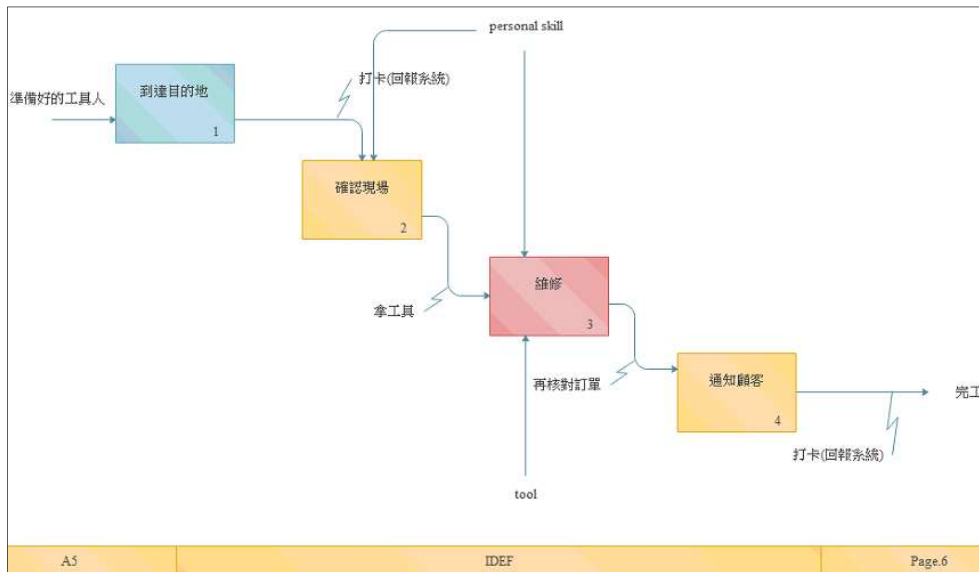 personal skill
打卡(回報系統)
到達目的地
準備好的工具人
1
確認現場
2
維修
拿工具
3
再核對訂單
通知顧客
完工
4
打卡(回報系統)
tool
A5
IDEF
Page.6